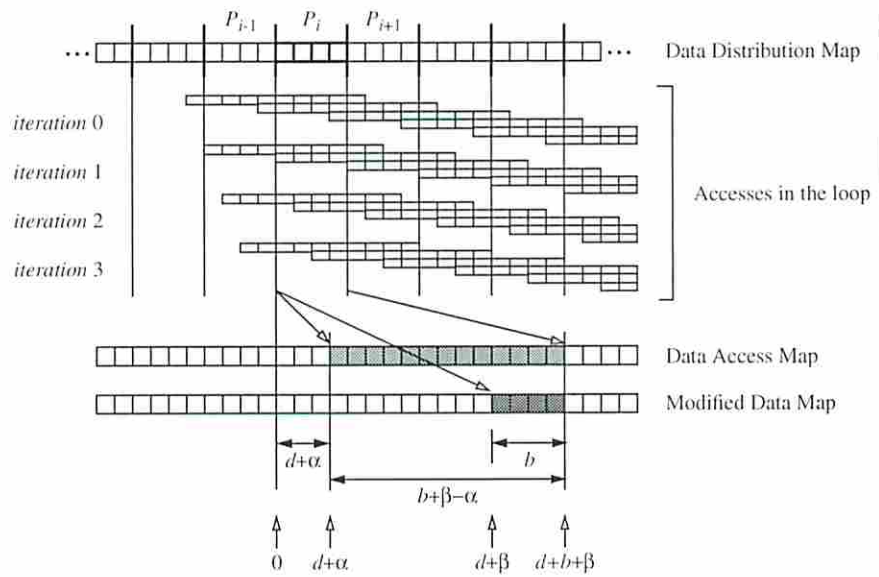 P_{i-1} P_i P_{i+1}
... ... Data Distribution Map
iteration 0
iteration 1
Accesses in the loop
iteration 2
iteration 3
Data Access Map
Modified Data Map
d+α b
b+β−α
0 d+α d+β d+b+β